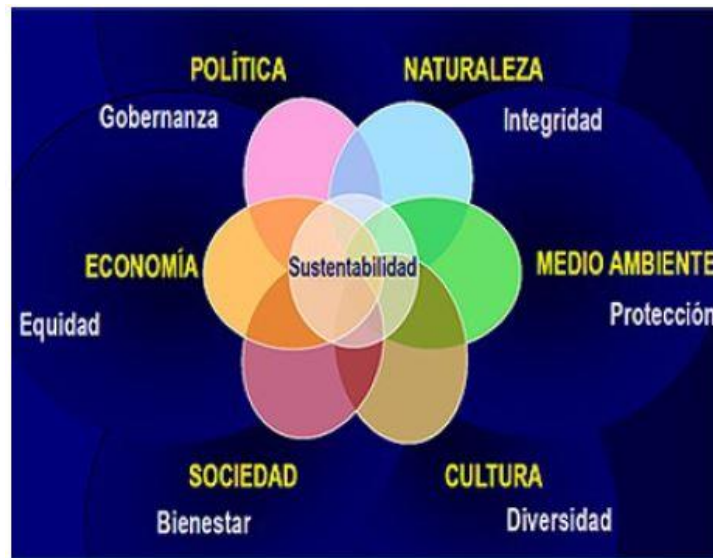 POLÍTICA
NATURALEZA
Gobernanza
Integridad
ECONOMÍA
Sustentabilidad
MEDIO AMBIENTE
Equidad
Protección
SOCIEDAD
CULTURA
Bienestar
Diversidad